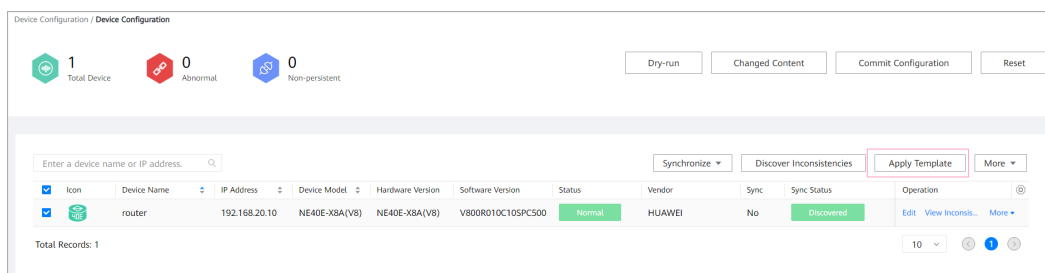 Device Configuration / Device Configuration
1
Total Device
0
Abnormal
0
Non-persistent
Dry-run Changed Content Commit Configuration Reset
Enter a device name or IP address. Synchronize Discover Inconsistencies Apply Template More
Icon Device Name IP Address Device Model Hardware Version Software Version Status Vendor Sync Sync Status Operation
40E router 192.168.20.10 NE40E-X8A(V8) NE40E-X8A(V8) V800R010C10SPC500 Normal HUAWEI No Discovered Edit View Inconsis... More
Total Records: 1 10 1